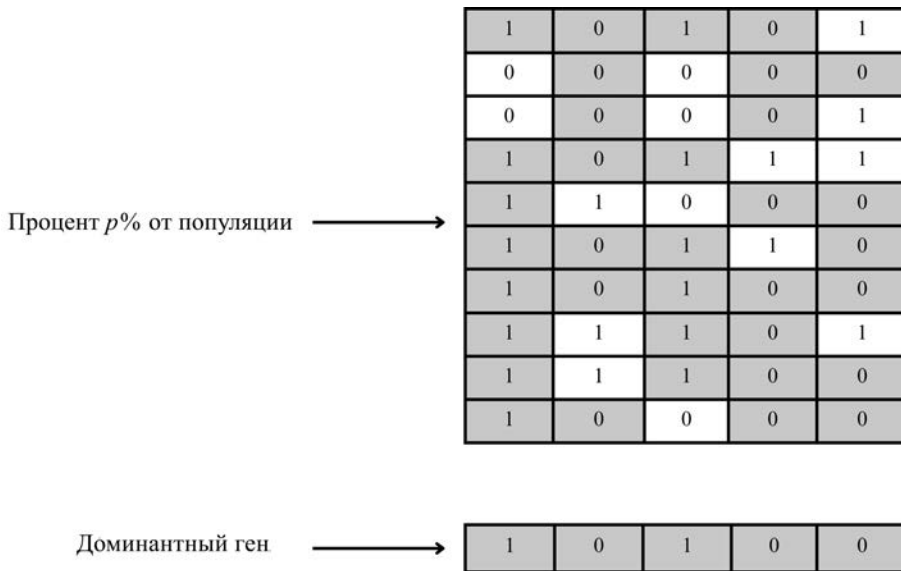 1 0 1 0 1
0 0 0 0 0
0 0 0 0 1
1 0 1 1 1
1 1 0 0 0
Процент p% от популяции
1 0 1 1 0
1 0 1 0 0
1 1 1 0 1
1 1 1 0 0
1 0 0 0 0
Доминантный ген 1 0 1 0 0